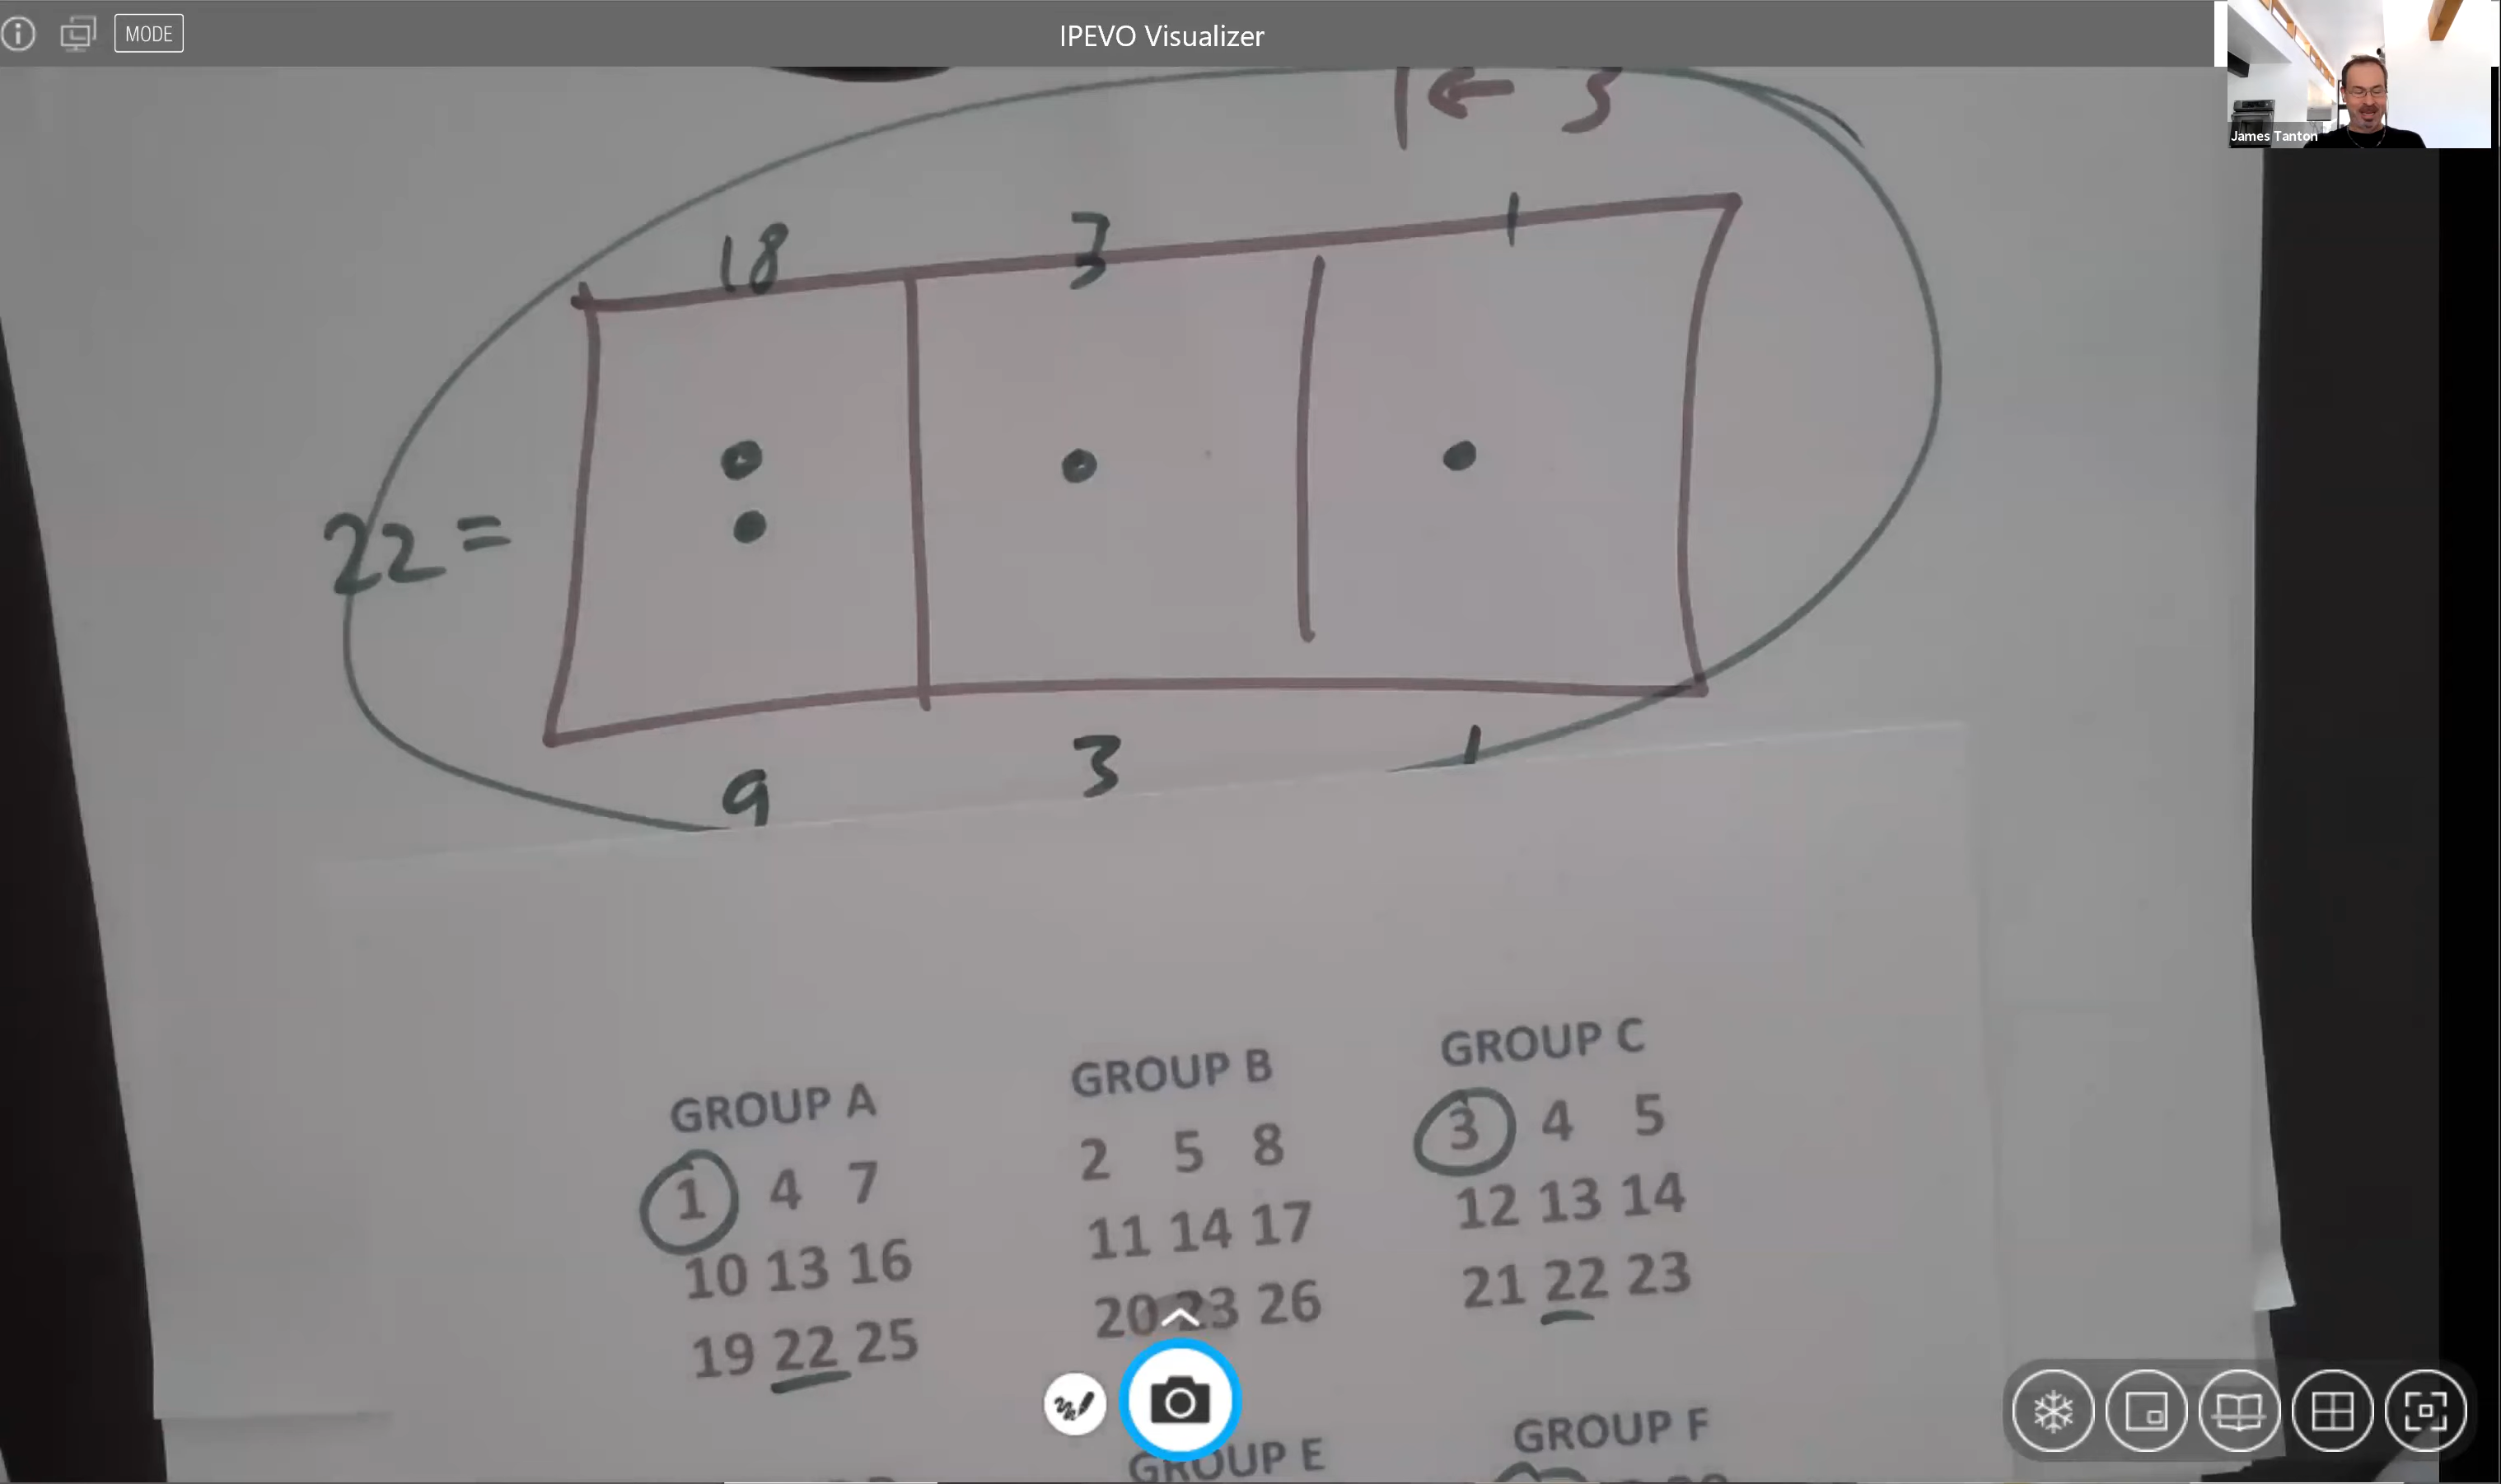 MODE
IPEVO Visualizer
James Tanton
1 ← 3
18 3 1
22 =
9 3 1
GROUP A GROUP B GROUP C
1 4 7 2 5 8 3 4 5
10 13 16 11 14 17 12 13 14
19 22 25 20 23 26 21 22 23
GROUP E GROUP F